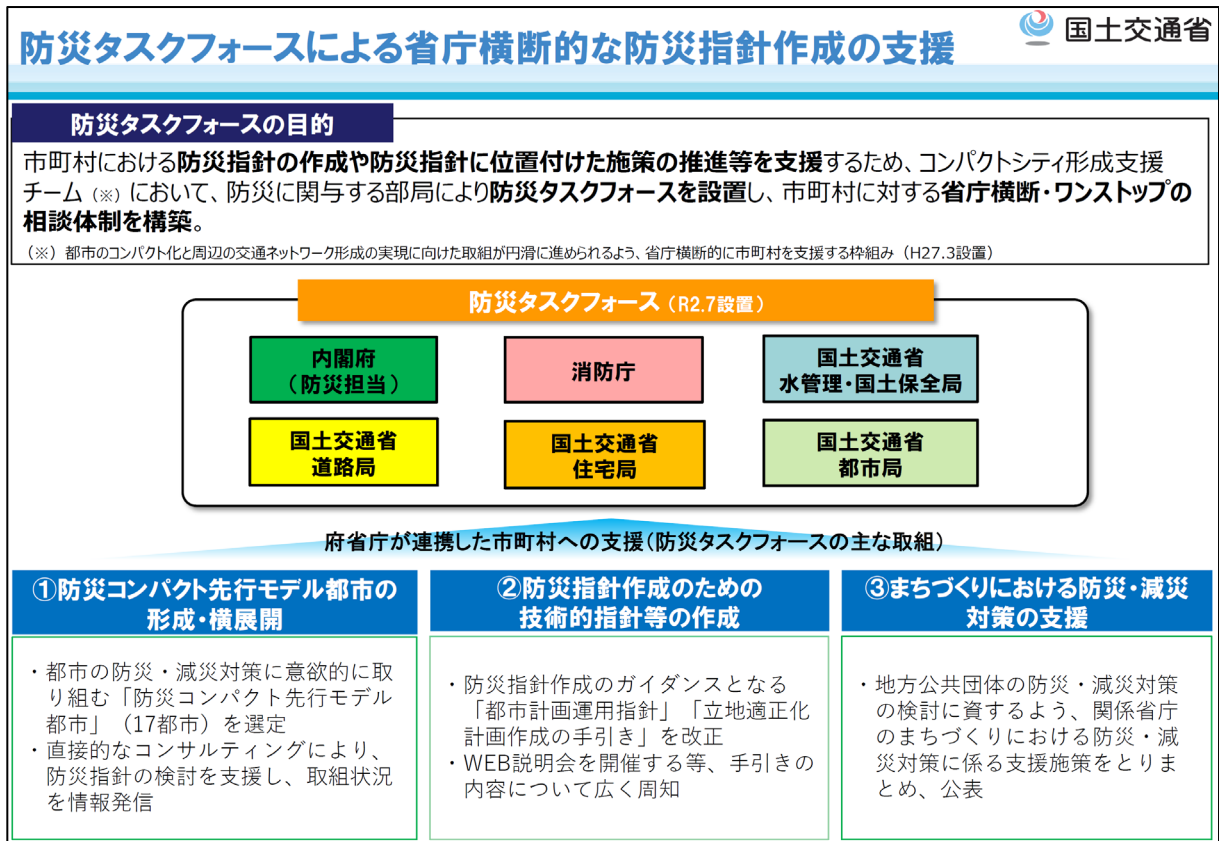 防災タスクフォースによる省庁横断的な防災指針作成の支援
国土交通省
防災タスクフォースの目的
市町村における防災指針の作成や防災指針に位置付けた施策の推進等を支援するため、コンパクトシティ形成支援
チーム（※）において、防災に関与する部局により防災タスクフォースを設置し、市町村に対する省庁横断・ワンストップの
相談体制を構築。
（※）都市のコンパクト化と周辺の交通ネットワーク形成の実現に向けた取組が円滑に進められるよう、省庁横断的に市町村を支援する枠組み（H27.3設置）
防災タスクフォース（R2.7設置）
内閣府
（防災担当）
消防庁
国土交通省
水管理・国土保全局
国土交通省
道路局
国土交通省
住宅局
国土交通省
都市局
府省庁が連携した市町村への支援（防災タスクフォースの主な取組）
①防災コンパクト先行モデル都市の
形成・横展開
・都市の防災・減災対策に意欲的に取
り組む「防災コンパクト先行モデル
都市」（17都市）を選定
・直接的なコンサルティングにより、
防災指針の検討を支援し、取組状況
を情報発信
②防災指針作成のための
技術的指針等の作成
・防災指針作成のガイダンスとなる
「都市計画運用指針」「立地適正化
計画作成の手引き」を改正
・WEB説明会を開催する等、手引きの
内容について広く周知
③まちづくりにおける防災・減災
対策の支援
・地方公共団体の防災・減災対策
の検討に資するよう、関係省庁
のまちづくりにおける防災・減
災対策に係る支援施策をとりま
とめ、公表